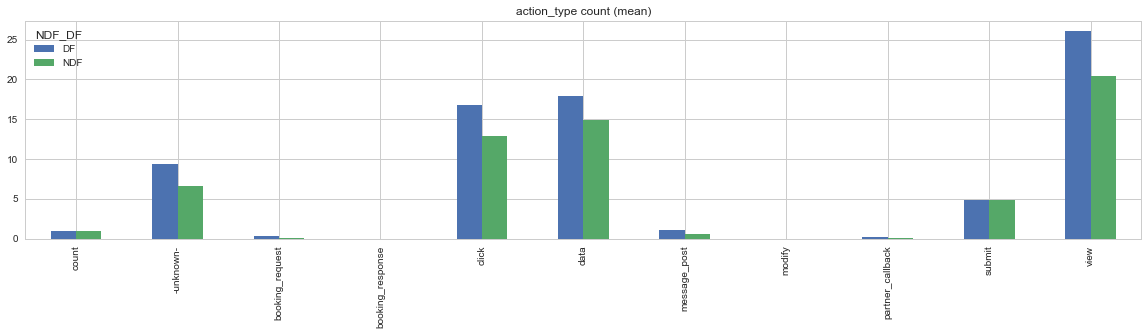 action_type count (mean)
NDF_DF
DF
NDF
25
20
15
10
5
0
count
-unknown-
booking_request
booking_response
click
data
message_post
modify
partner_callback
submit
view